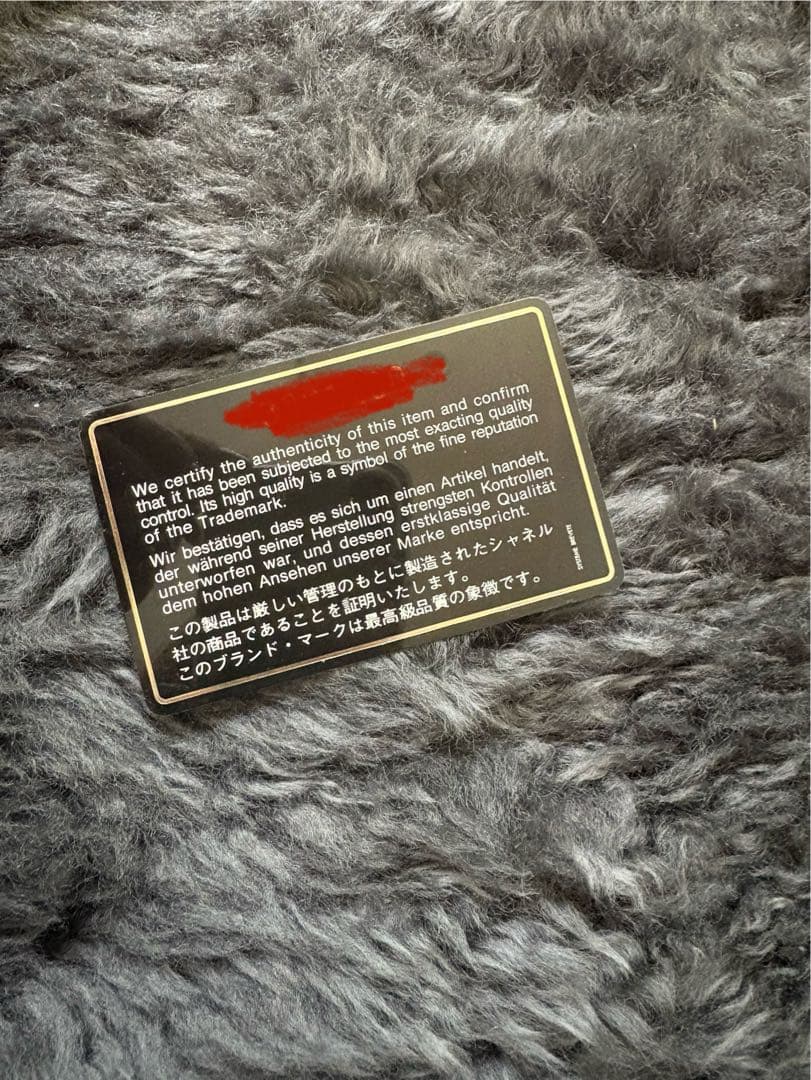 We certify the authenticity of this item and confirm
that it has been subjected to the most exacting quality
control. Its high quality is a symbol of the fine reputation
of the Trademark.
Wir bestätigen, dass es sich um einen Artikel handelt,
der während seiner Herstellung strengsten Kontrollen
unterworfen war, und dessen erstklassige Qualität
dem hohen Ansehen unserer Marke entspricht.
この製品は厳しい管理のもとに製造されたシャネル
社の商品であることを証明いたします。
このブランド・マークは最高級品質の象徴です。